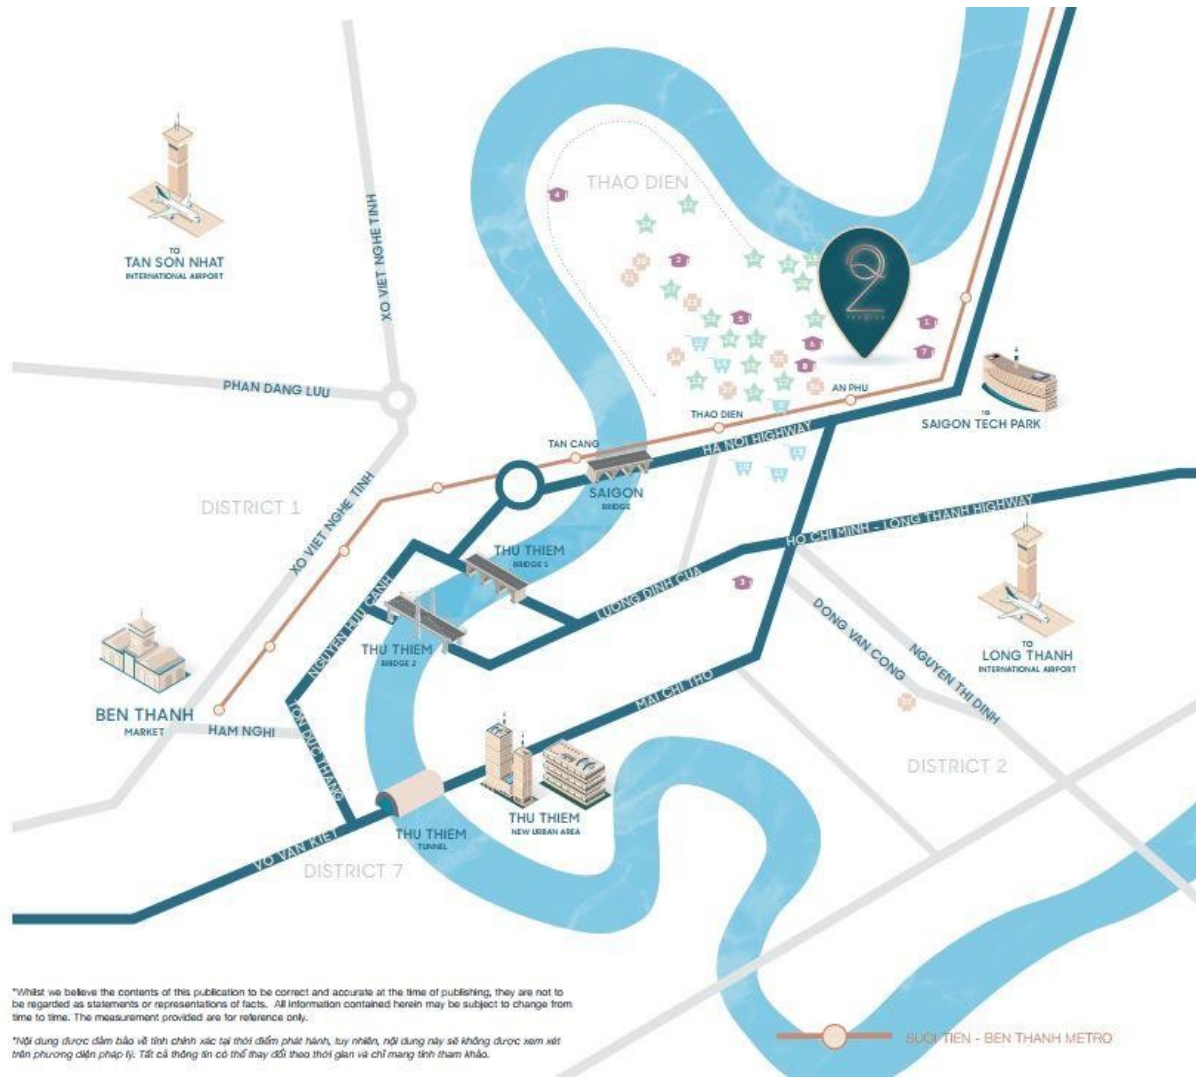 THAO DIEN
4
2
5
1
6
7
8
3
TO
TAN SON NHAT
INTERNATIONAL AIRPORT
XO VIET NGHE TINH
PHAN DANG LUU
AN PHU
THAO DIEN
HA NOI HIGHWAY
TAN CANG
TO
SAIGON TECH PARK
SAIGON
BRIDGE
DISTRICT 1
XO VIET NGHE TINH
HO CHI MINH - LONG THANH HIGHWAY
THU THIEM
BRIDGE 1
NGUYEN HUU CANH
LUONG DINH CUA
THU THIEM
BRIDGE 2
DONG VAN CONG
NGUYEN THI DINH
TO
LONG THANH
INTERNATIONAL AIRPORT
MAI CHI THO
BEN THANH
MARKET
HAM NGHI
TON DUC THANG
DISTRICT 2
THU THIEM
NEW URBAN AREA
THU THIEM
TUNNEL
VO VAN KIET
DISTRICT 7
*Whilst we believe the contents of this publication to be correct and accurate at the time of publishing, they are not to
be regarded as statements or representations of facts. All information contained herein may be subject to change from
time to time. The measurement provided are for reference only.
*Nội dung được đảm bảo về tính chính xác tại thời điểm phát hành, tuy nhiên, nội dung này sẽ không được xem xét
trên phương diện pháp lý. Tất cả thông tin có thể thay đổi theo thời gian và chỉ mang tính tham khảo.
SUOI TIEN - BEN THANH METRO